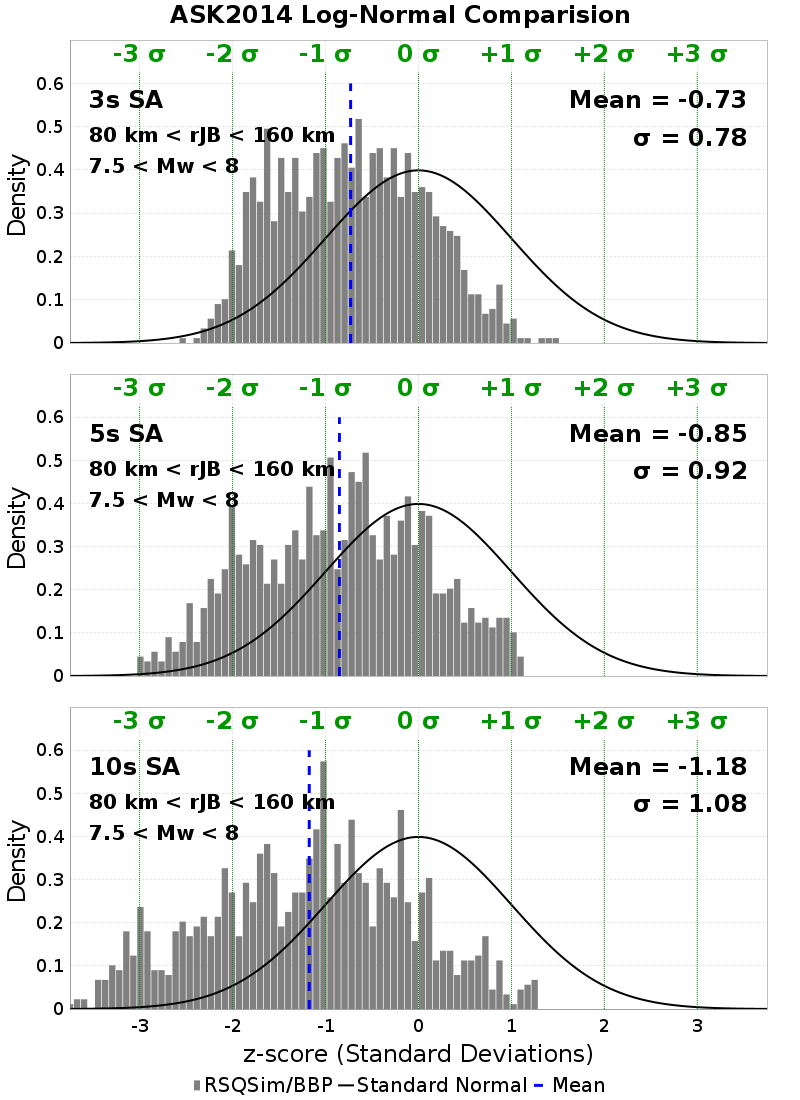 ASK2014 Log-Normal Comparision
-3 σ -2 σ -1 σ 0 σ +1 σ +2 σ +3 σ
3s SA
Mean = -0.73
80 km < rJB < 160 km
σ = 0.78
7.5 < Mw < 8
0.6
0.5
0.4
0.3
0.2
0.1
0
Density
-3 σ -2 σ -1 σ 0 σ +1 σ +2 σ +3 σ
5s SA
Mean = -0.85
80 km < rJB < 160 km
σ = 0.92
7.5 < Mw < 8
0.6
0.5
0.4
0.3
0.2
0.1
0
Density
-3 σ -2 σ -1 σ 0 σ +1 σ +2 σ +3 σ
10s SA
Mean = -1.18
80 km < rJB < 160 km
σ = 1.08
7.5 < Mw < 8
0.6
0.5
0.4
0.3
0.2
0.1
0
Density
-3 -2 -1 0 1 2 3
z-score (Standard Deviations)
RSQSim/BBP Standard Normal Mean